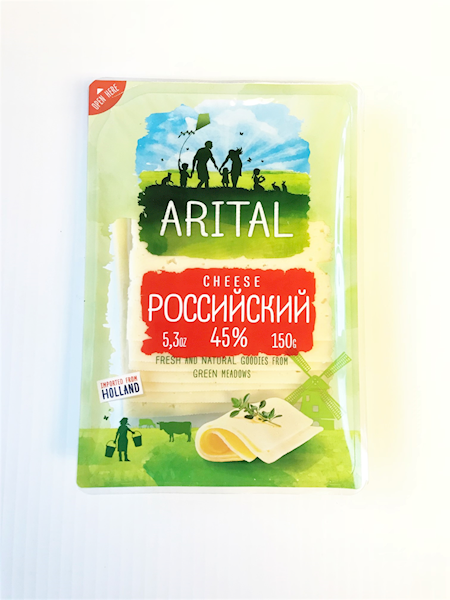 OPEN HERE
ARITAL
CHEESE
РОССИЙСКИЙ
5,3oz 45% 150G
FRESH AND NATURAL GOODIES FROM
GREEN MEADOWS
IMPORTED FROM
HOLLAND